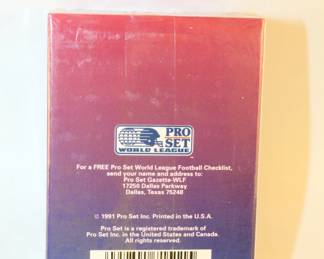 PRO
SET
WORLD LEAGUE
For a FREE Pro Set World League Football Checklist,
send your name and address to:
Pro Set Gazette-WLF
17250 Dallas Parkway
Dallas, Texas 75248
© 1991 Pro Set Inc. Printed in the U.S.A.
Pro Set is a registered trademark of
Pro Set Inc. in the United States and Canada.
All rights reserved.